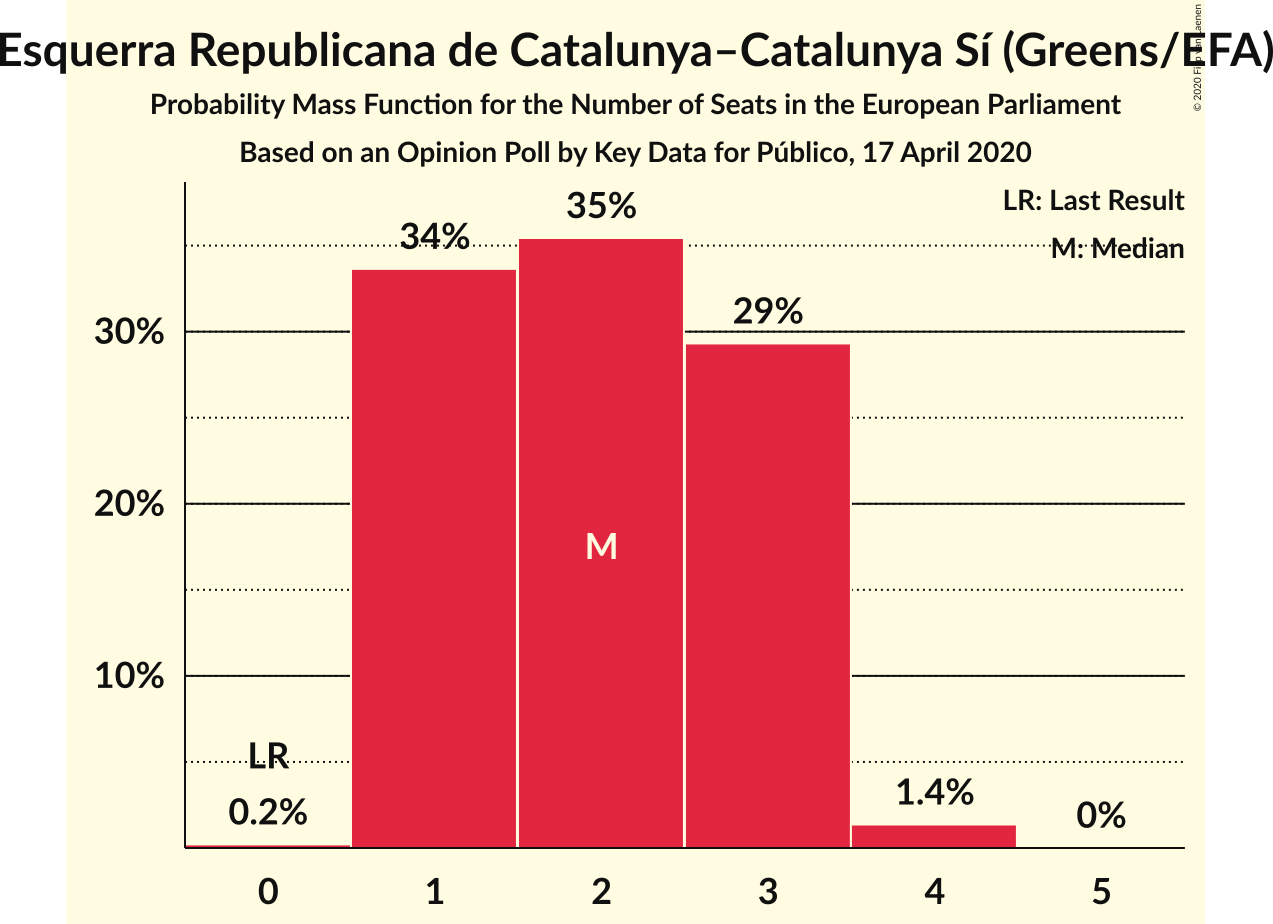 Esquerra Republicana de Catalunya–Catalunya Sí (Greens/EFA)
Probability Mass Function for the Number of Seats in the European Parliament
Based on an Opinion Poll by Key Data for Público, 17 April 2020
LR: Last Result
M: Median
35%
34%
29%
30%
20%
M
10%
LR
0.2%
1.4%
0%
0 1 2 3 4 5
© 2020